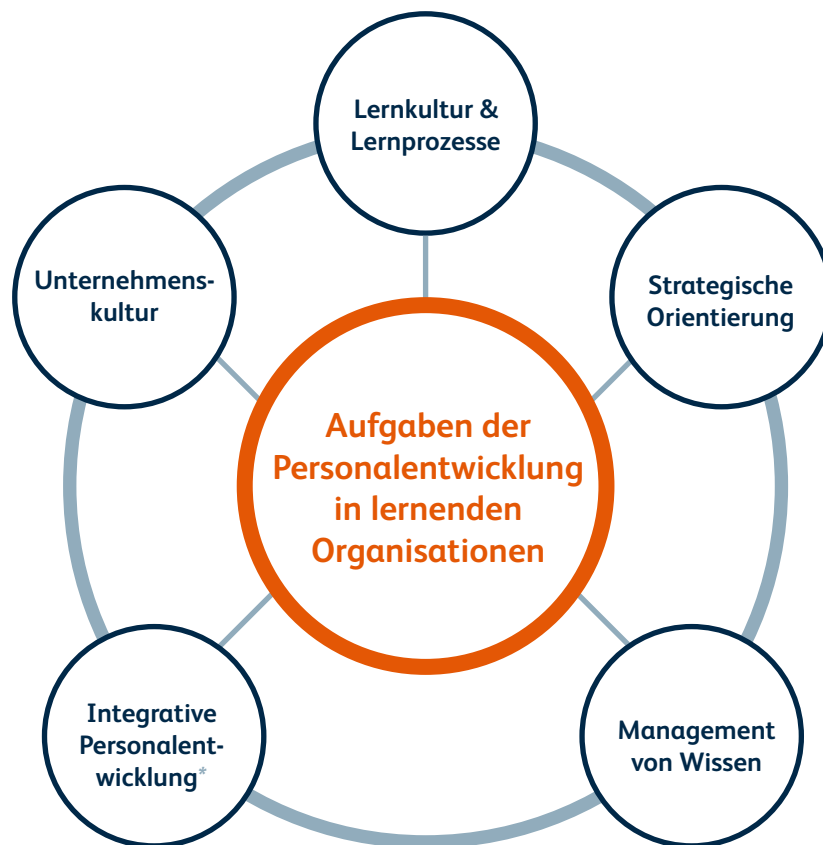 Lernkultur &
Lernprozesse
Unternehmens-
kultur
Strategische
Orientierung
Aufgaben der
Personalentwicklung
in lernenden
Organisationen
Integrative
Personalent-
wicklung*
Management
von Wissen